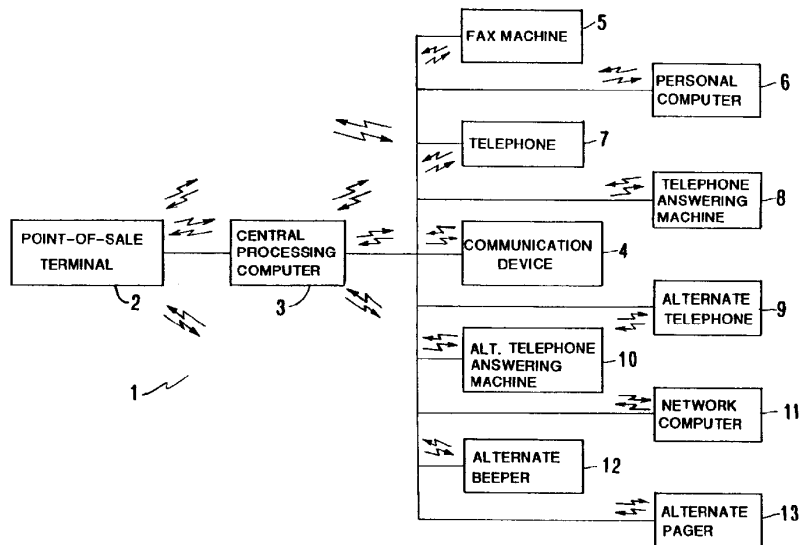 FAX MACHINE
5
PERSONAL
COMPUTER
6
TELEPHONE
7
TELEPHONE
ANSWERING
MACHINE
8
POINT-OF-SALE
TERMINAL
2
CENTRAL
PROCESSING
COMPUTER
3
COMMUNICATION
DEVICE
4
ALTERNATE
TELEPHONE
9
ALT. TELEPHONE
ANSWERING
MACHINE
10
1
NETWORK
COMPUTER
11
ALTERNATE
BEEPER
12
ALTERNATE
PAGER
13